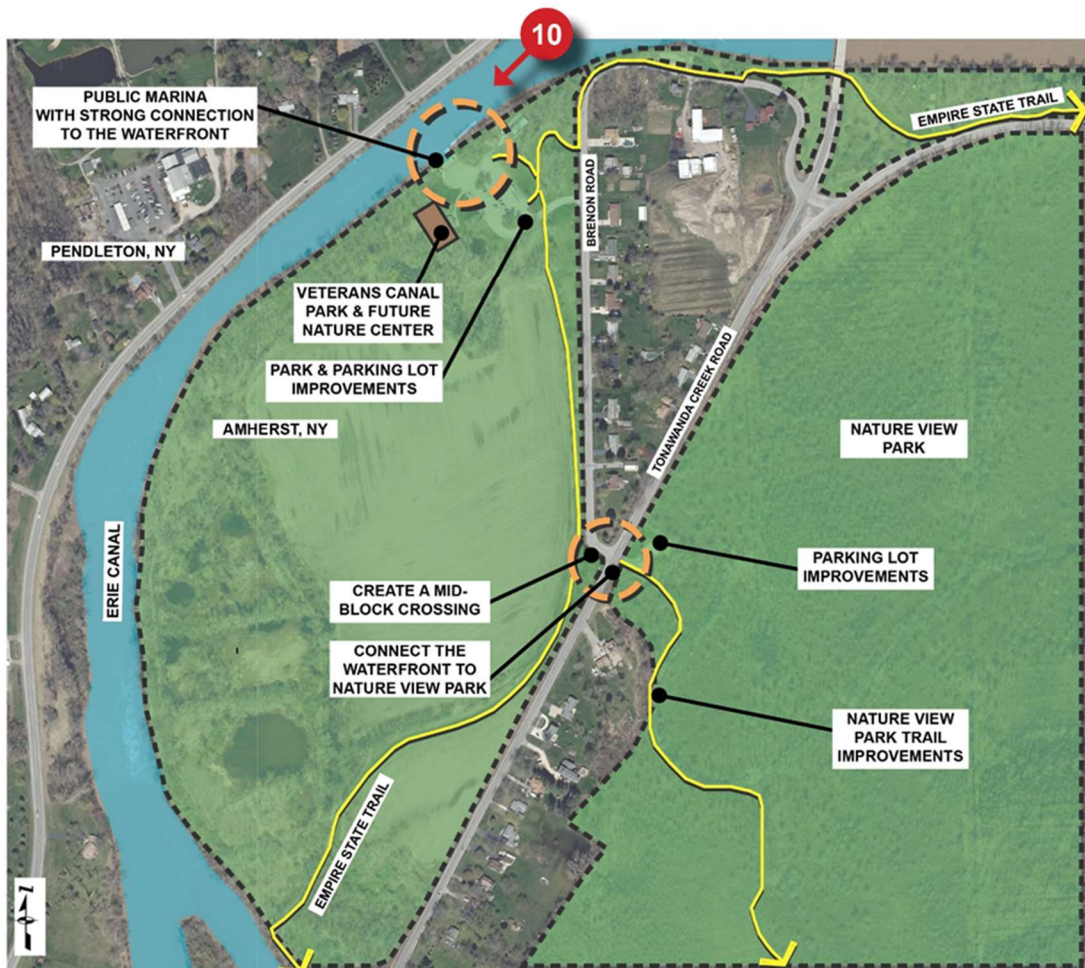 10
PUBLIC MARINA
WITH STRONG CONNECTION
TO THE WATERFRONT
EMPIRE STATE TRAIL
BRENON ROAD
PENDLETON, NY
VETERANS CANAL
PARK & FUTURE
NATURE CENTER
PARK & PARKING LOT
IMPROVEMENTS
TONAWANDA CREEK ROAD
AMHERST, NY
NATURE VIEW
PARK
ERIE CANAL
PARKING LOT
IMPROVEMENTS
CREATE A MID-
BLOCK CROSSING
CONNECT THE
WATERFRONT TO
NATURE VIEW PARK
NATURE VIEW
PARK TRAIL
IMPROVEMENTS
EMPIRE STATE TRAIL
N